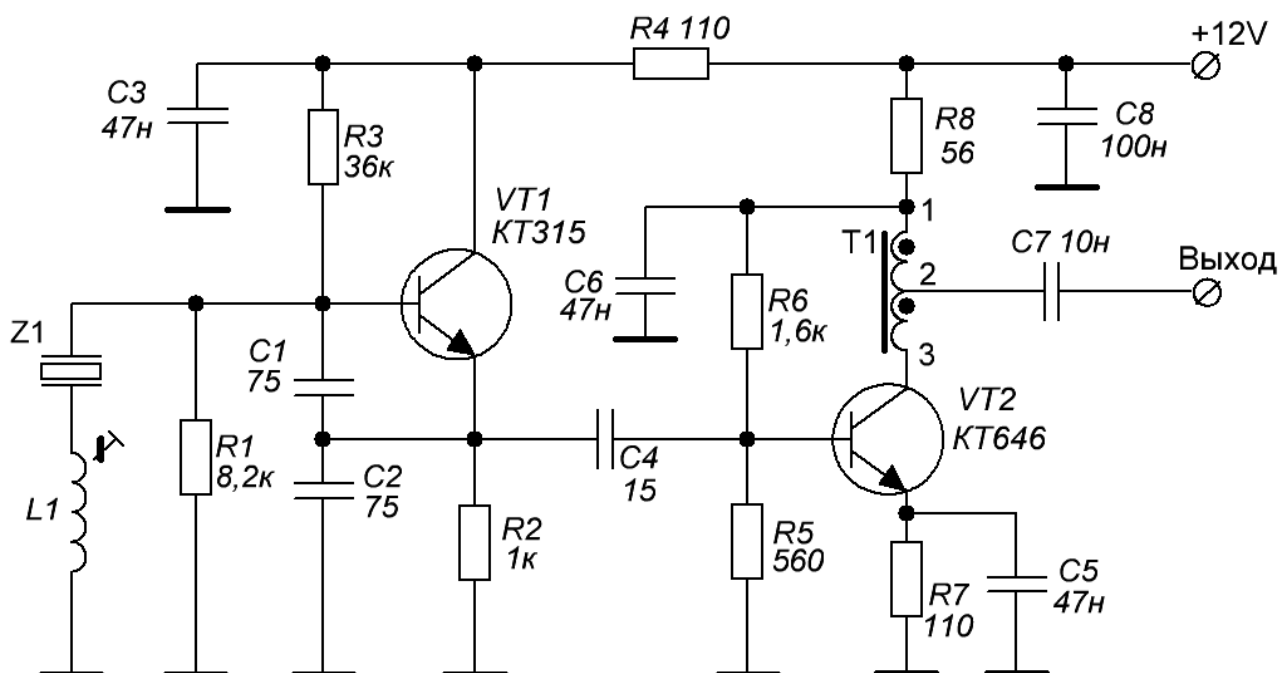 R4 110
+12V
C3
47н
R3
36к
R8
56
C8
100н
VT1
КТ315
1
T1
C7 10н
2
Выход
C6
47н
R6
1,6к
Z1
C1
75
3
VT2
КТ646
R1
8,2к
C2
75
C4
15
L1
R2
1к
R5
560
R7
110
C5
47н